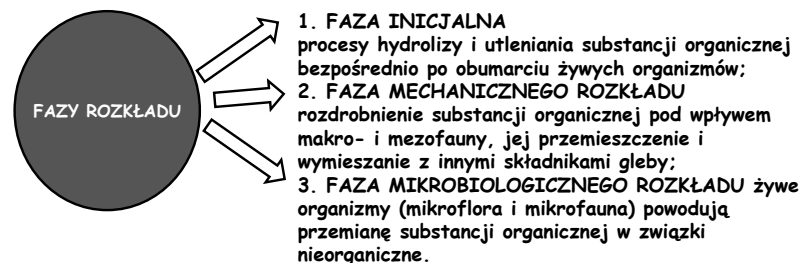 FAZY ROZKŁADU
1. FAZA INICJALNA
procesy hydrolizy i utleniania substancji organicznej
bezpośrednio po obumarciu żywych organizmów;
2. FAZA MECHANICZNEGO ROZKŁADU
rozdrobnienie substancji organicznej pod wpływem
makro- i mezofauny, jej przemieszczenie i
wymieszanie z innymi składnikami gleby;
3. FAZA MIKROBIOLOGICZNEGO ROZKŁADU żywe
organizmy (mikroflora i mikrofauna) powodują
przemianę substancji organicznej w związki
nieorganiczne.